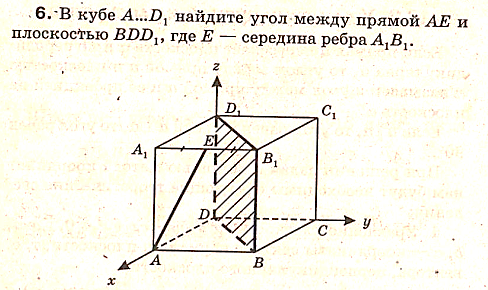 6. В кубе A...D₁ найдите угол между прямой AE и
плоскостью BDD₁, где E — середина ребра A₁B₁.
z
D₁
C₁
E
A₁
B₁
D
C
y
A
B
x